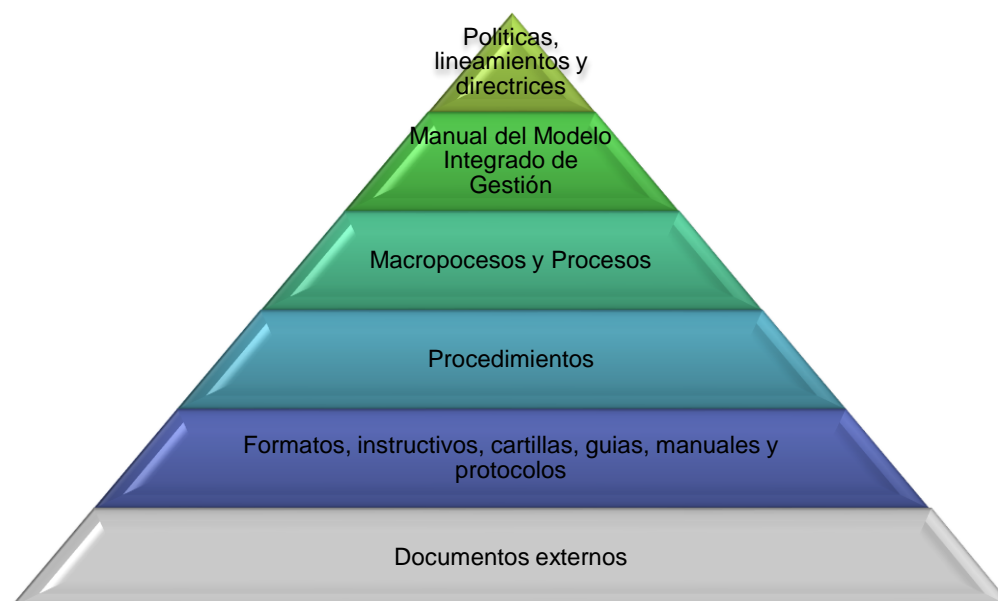 Politicas,
lineamientos y
directrices
Manual del Modelo
Integrado de
Gestión
Macropocesos y Procesos
Procedimientos
Formatos, instructivos, cartillas, guias, manuales y
protocolos
Documentos externos